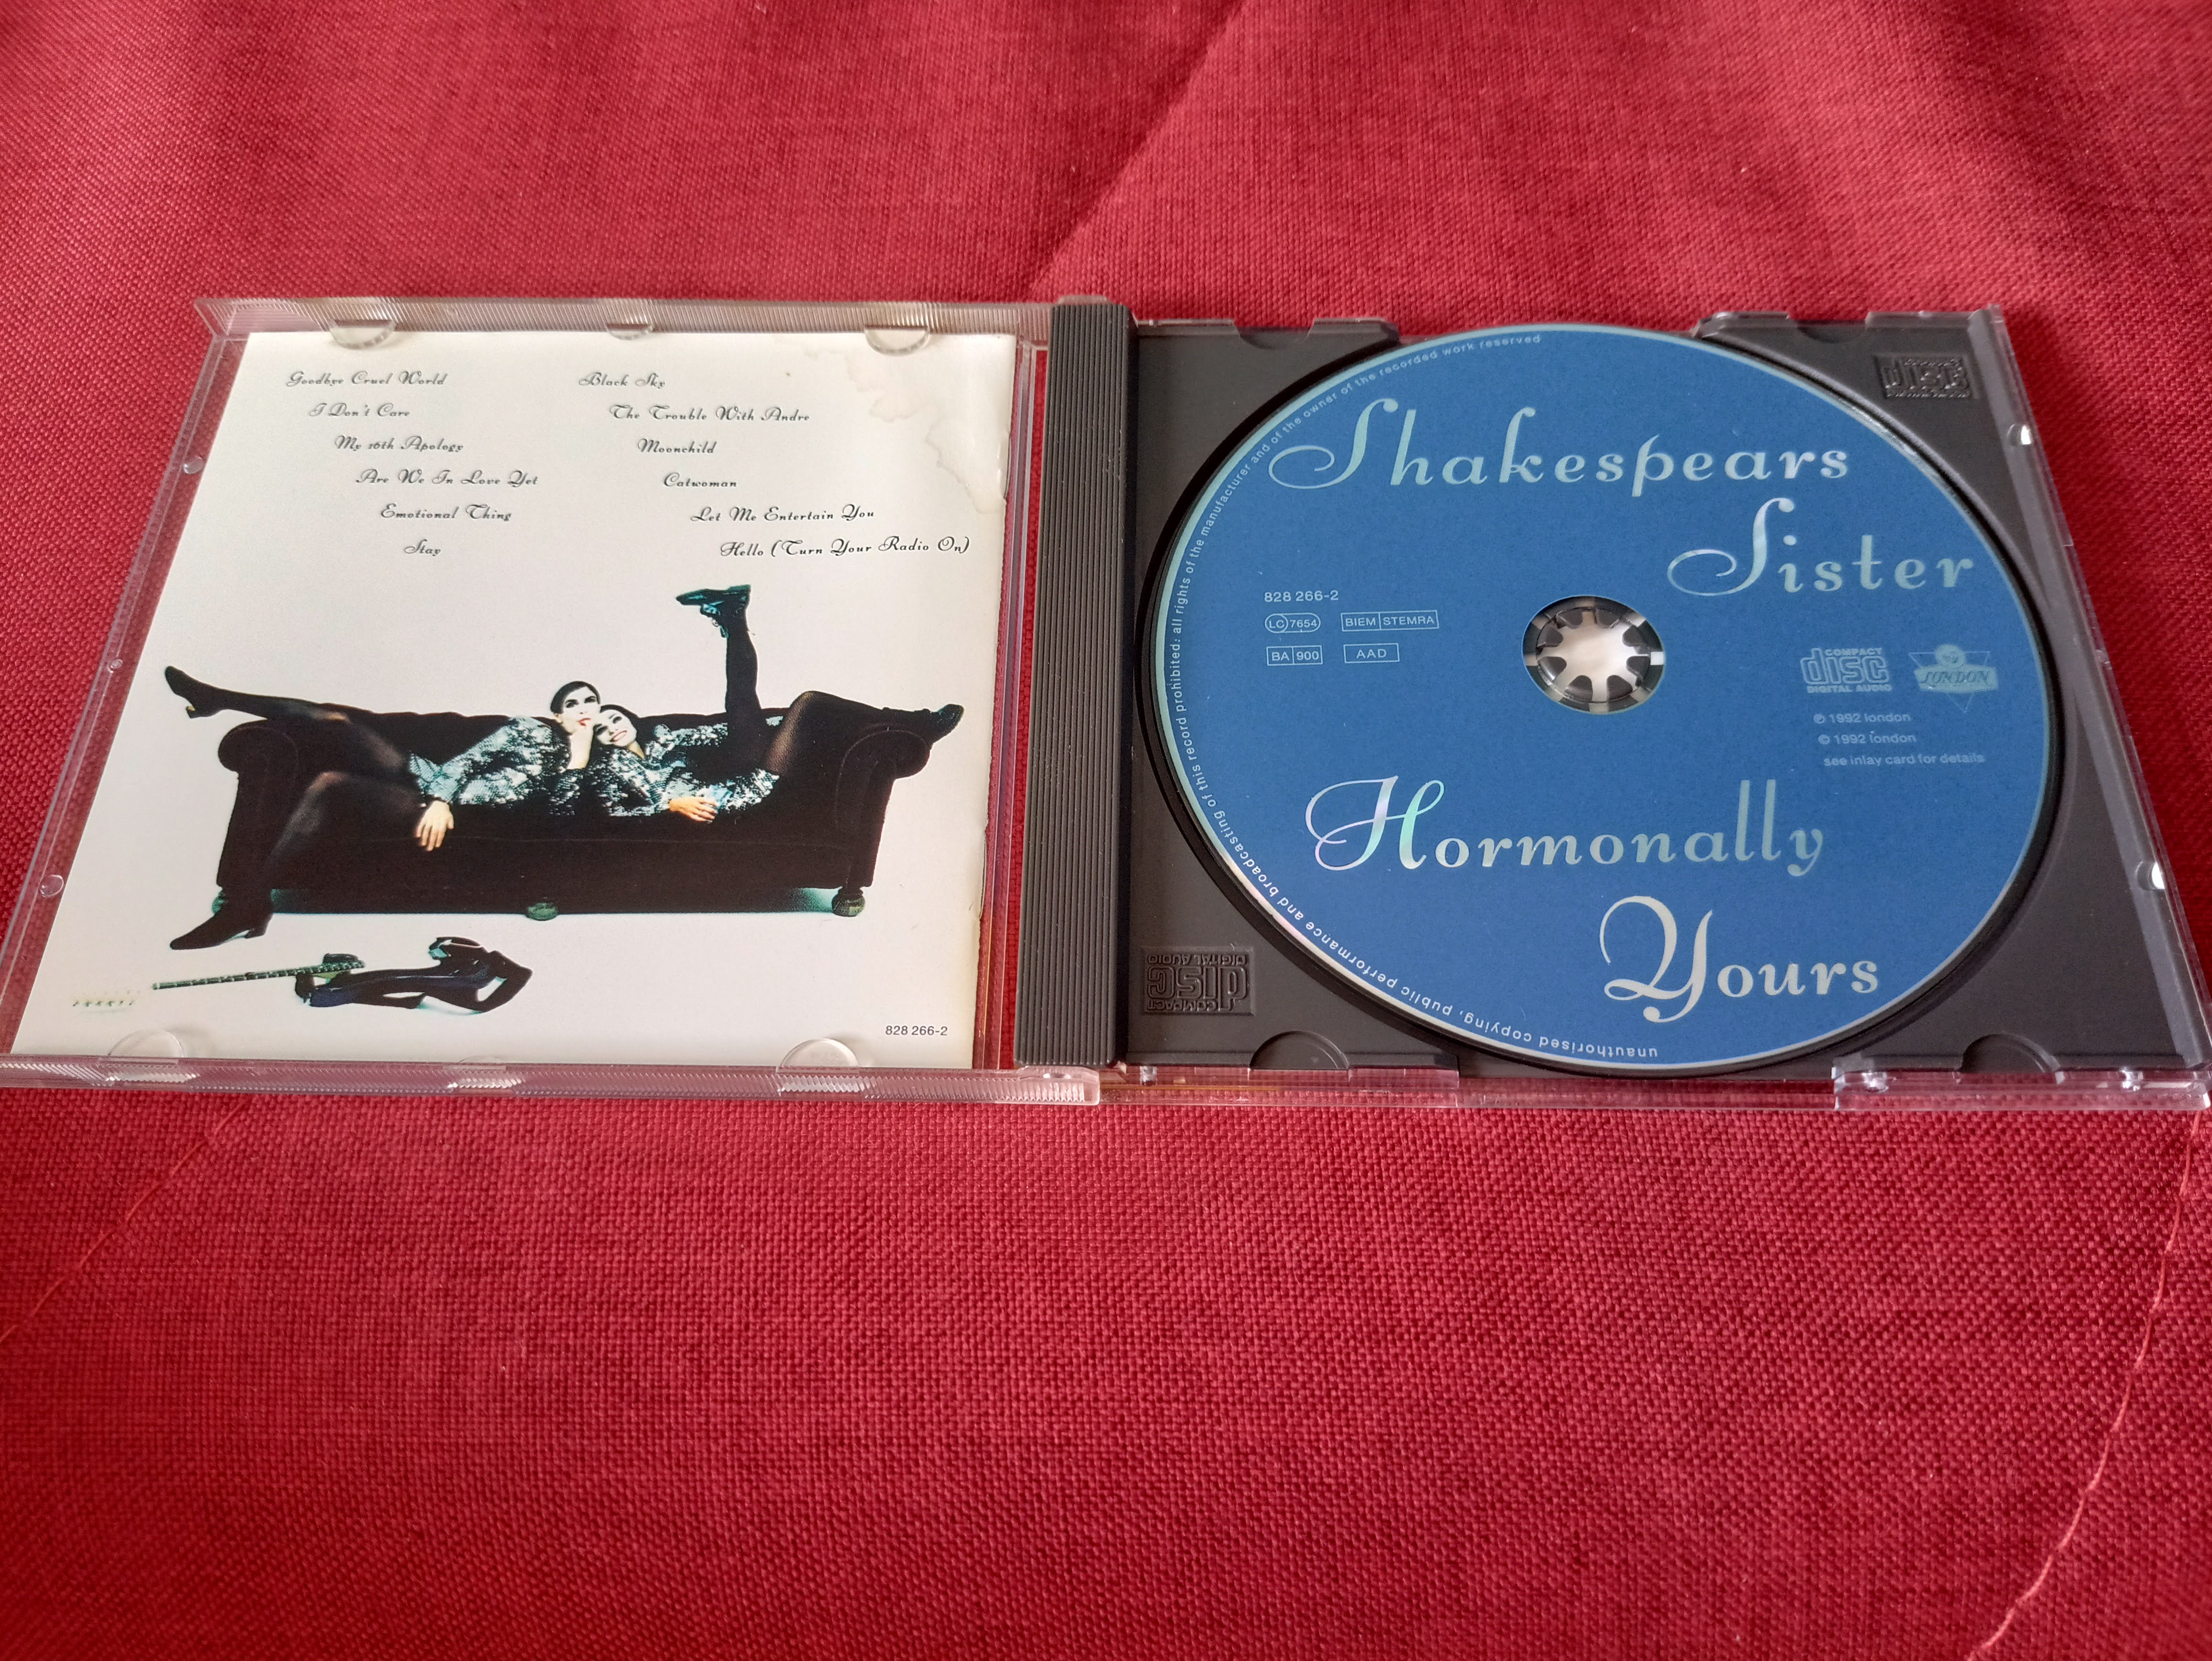 Goodbye Cruel World
I Don't Care
My 16th Apology
Are We In Love Yet
Emotional Thing
Stay
Black Sky
The Trouble With Andre
Moonchild
Catwoman
Let Me Entertain You
Hello (Turn Your Radio On)
828 266-2
Shakespears
Sister
828 266-2
LC 7654
BIEM STEMRA
BA 900
AAD
COMPACT
disc
DIGITAL AUDIO
LONDON
℗ 1992 london
© 1992 london
see inlay card for details
Hormonally
Yours
unauthorised copying, public performance and broadcasting of this record prohibited. all rights of the manufacturer and of the owner of the recorded work reserved
disc
COMPACT
disc
DIGITAL AUDIO